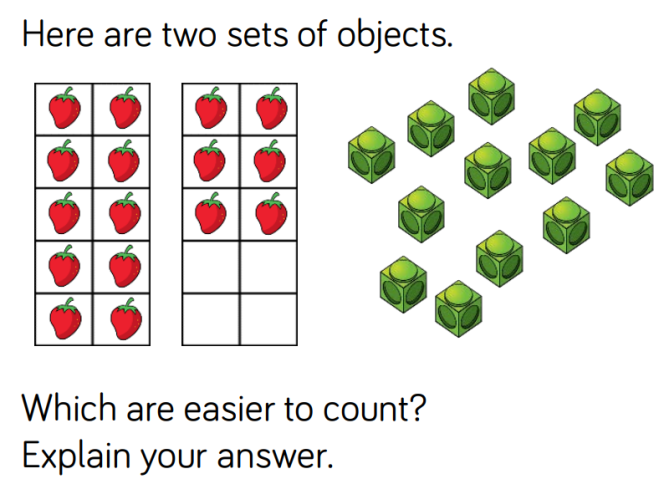 Here are two sets of objects.
Which are easier to count?
Explain your answer.